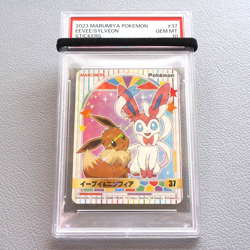 2023 MARUMIYA POKEMON #37
EEVEE/SYLVEON GEM MT
STICKERS 10
MARUMIYA Pokémon
イーブイ&ニンフィア 37